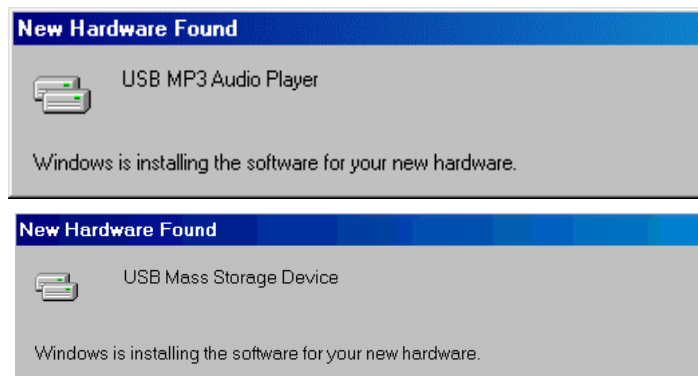 New Hardware Found
USB MP3 Audio Player
Windows is installing the software for your new hardware.
New Hardware Found
USB Mass Storage Device
Windows is installing the software for your new hardware.